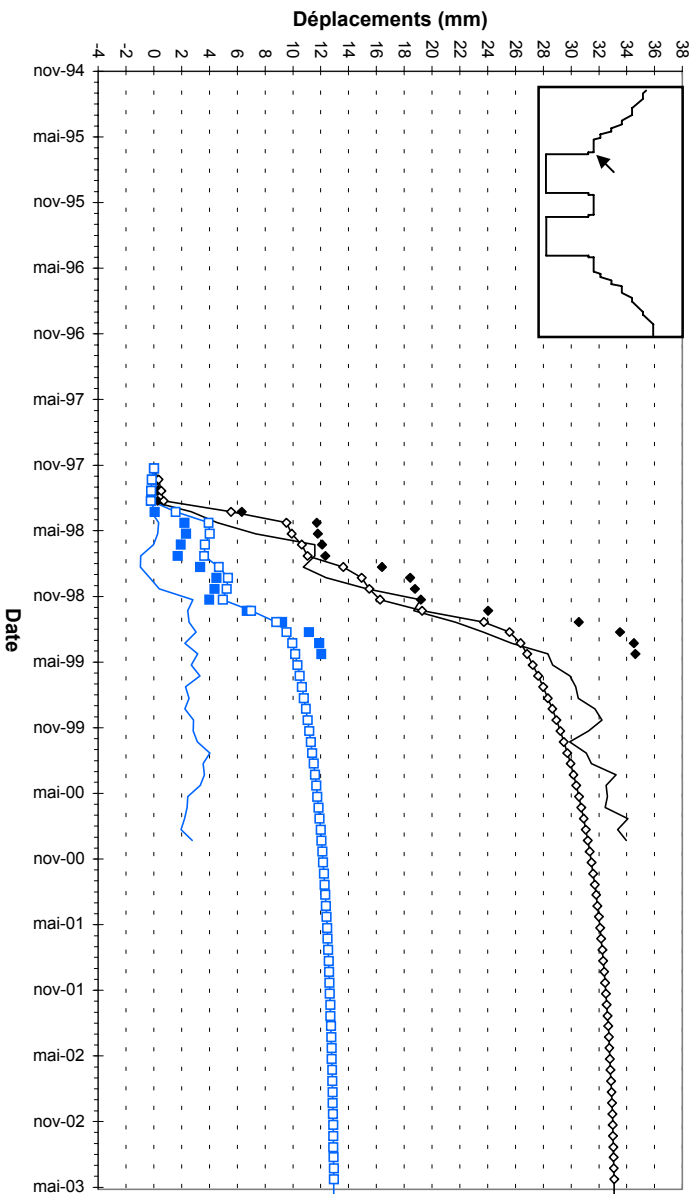 Déplacements (mm)
-4
-2
0
2
4
6
8
10
12
14
16
18
20
22
24
26
28
30
32
34
36
38
nov-94
mai-95
nov-95
mai-96
nov-96
mai-97
nov-97
mai-98
nov-98
mai-99
nov-99
mai-00
nov-00
mai-01
nov-01
mai-02
nov-02
mai-03
Date